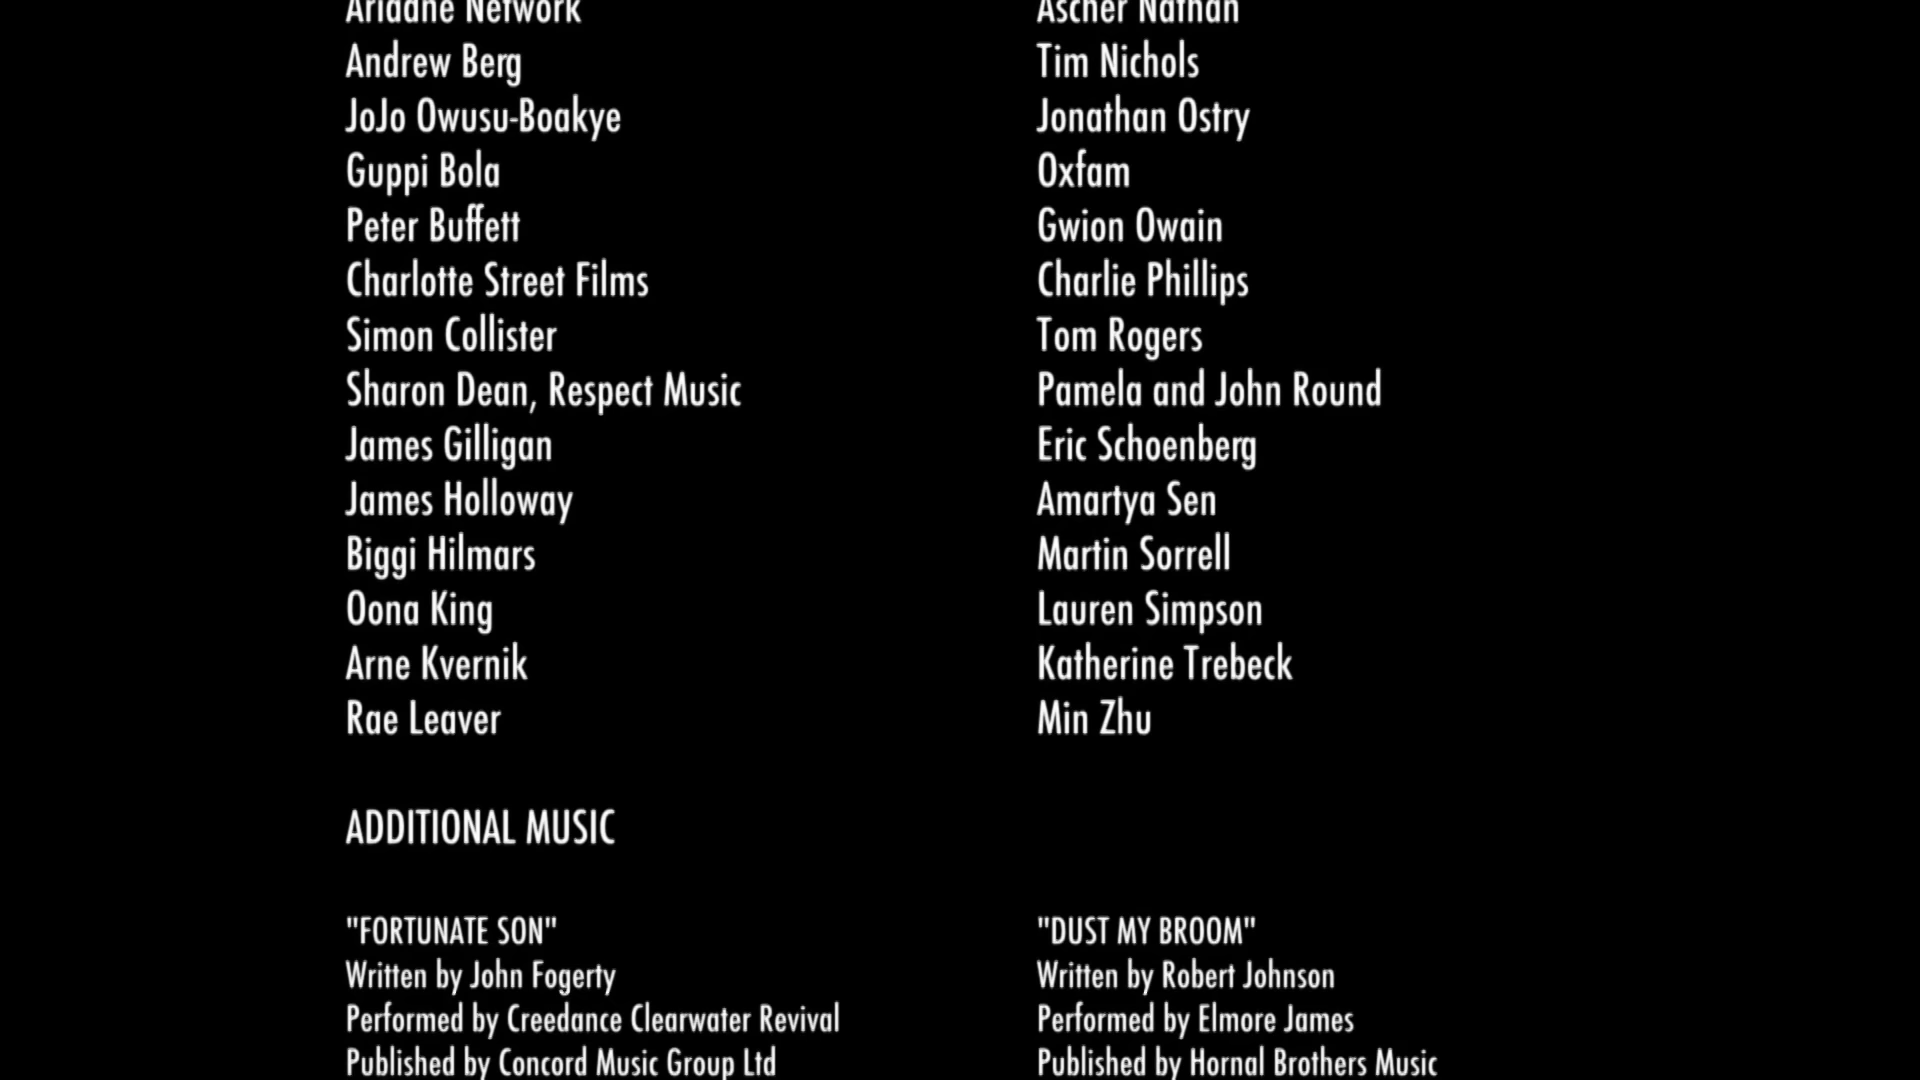 Ariadne Network
Andrew Berg
JoJo Owusu-Boakye
Guppi Bola
Peter Buffett
Charlotte Street Films
Simon Collister
Sharon Dean, Respect Music
James Gilligan
James Holloway
Biggi Hilmars
Oona King
Arne Kvernik
Rae Leaver
Ascher Nathan
Tim Nichols
Jonathan Ostry
Oxfam
Gwion Owain
Charlie Phillips
Tom Rogers
Pamela and John Round
Eric Schoenberg
Amartya Sen
Martin Sorrell
Lauren Simpson
Katherine Trebeck
Min Zhu
ADDITIONAL MUSIC
"FORTUNATE SON"
Written by John Fogerty
Performed by Creedance Clearwater Revival
Published by Concord Music Group Ltd
"DUST MY BROOM"
Written by Robert Johnson
Performed by Elmore James
Published by Hornal Brothers Music